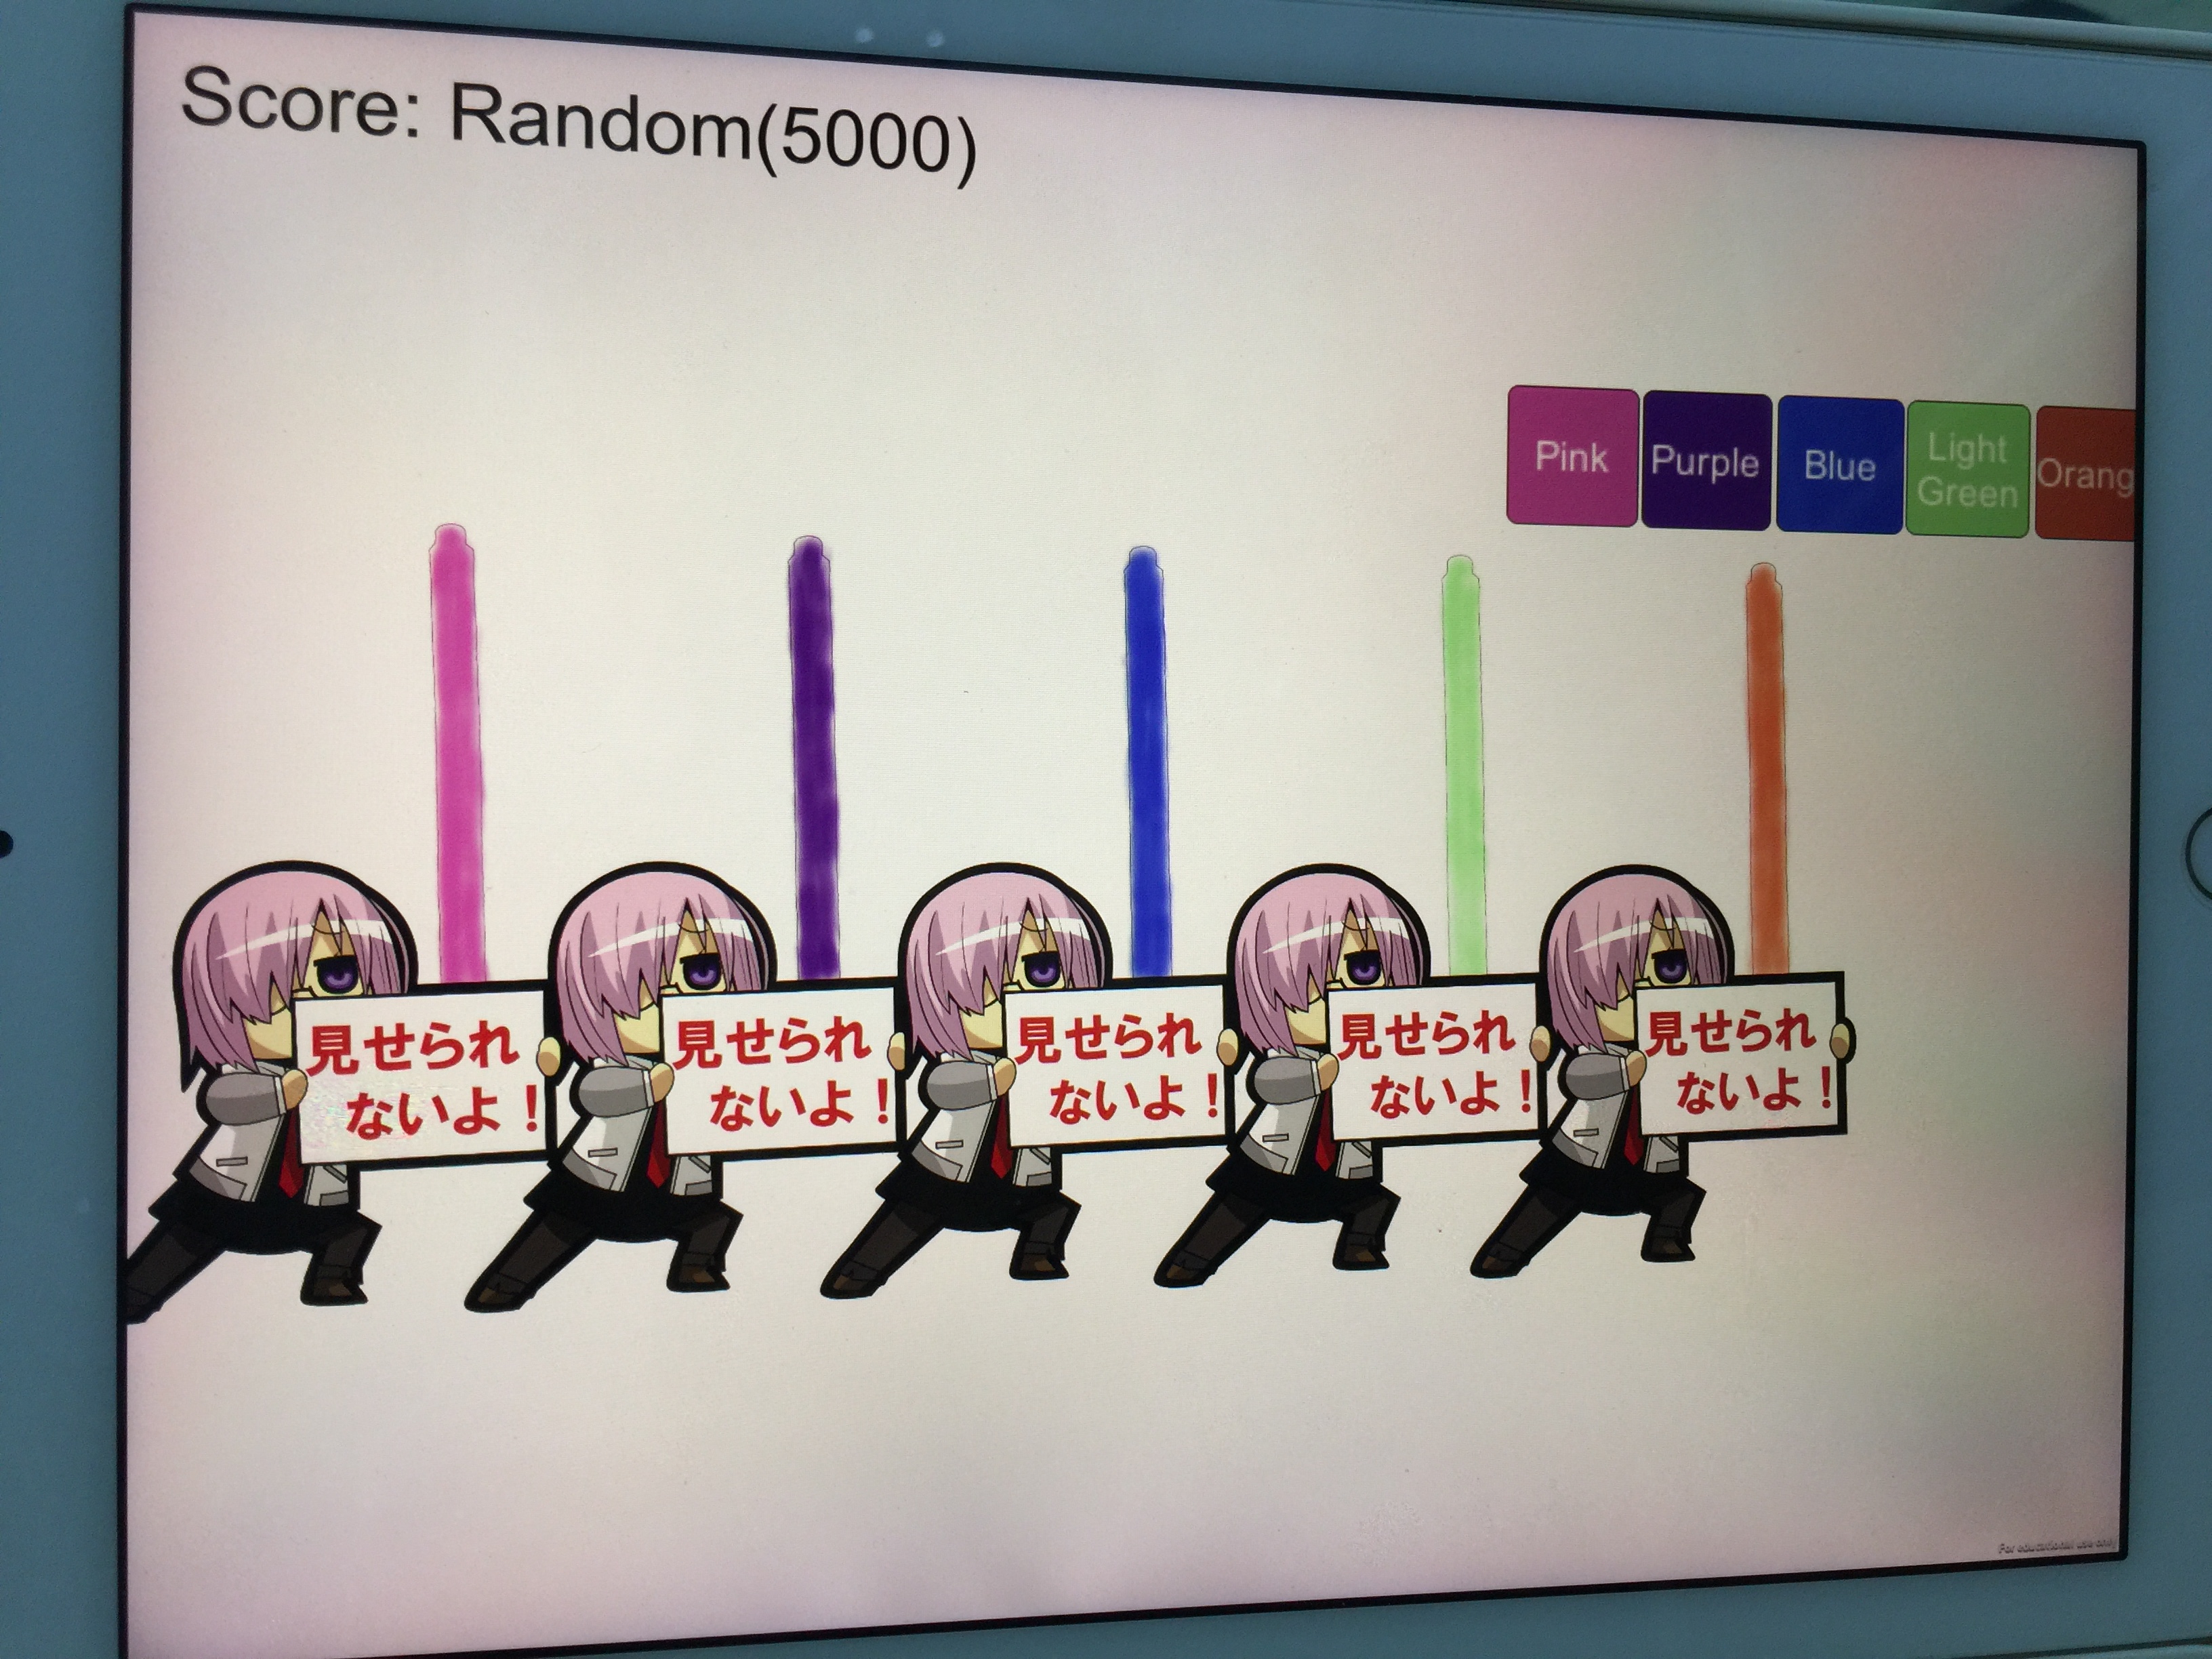 Score: Random(5000)
Pink
Purple
Blue
Light
Green
Orang
見せられ
ないよ！
見せられ
ないよ！
見せられ
ないよ！
見せられ
ないよ！
見せられ
ないよ！
For educational use only